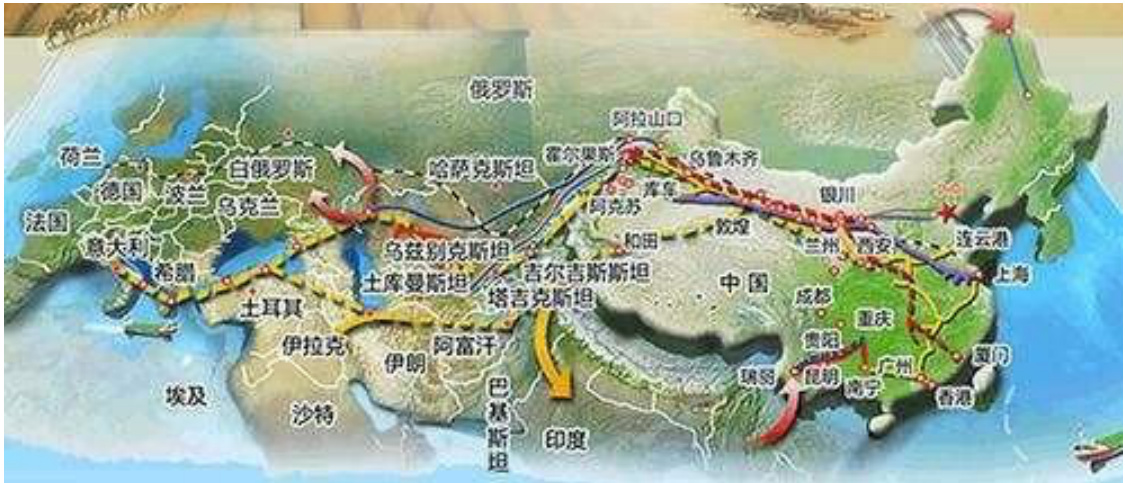 俄罗斯
阿拉山口
荷兰
白俄罗斯
哈萨克斯坦
霍尔果斯
乌鲁木齐
德国
波兰
库车
银川
法国
乌克兰
阿克苏
敦煌
意大利
乌兹别克斯坦
和田
兰州
西安
连云港
希腊
土库曼斯坦
吉尔吉斯斯坦
上海
塔吉克斯坦
中国
土耳其
成都
重庆
伊拉克
伊朗
阿富汗
贵阳
厦门
瑞丽
昆明
广州
埃及
南宁
香港
沙特
巴基斯坦
印度